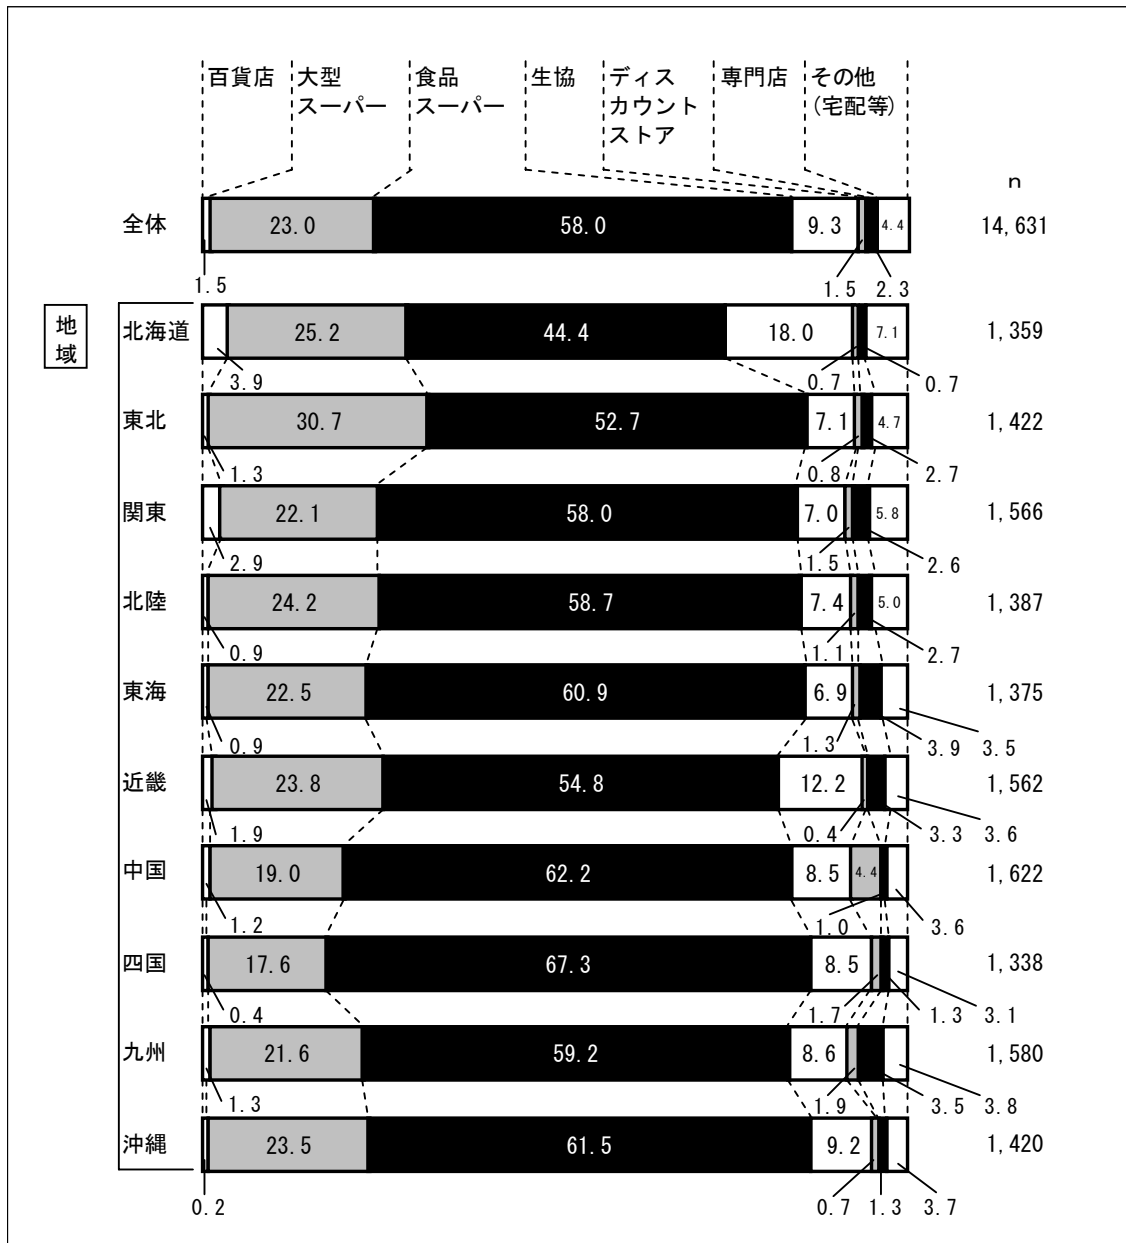 百貨店 大型 食品 生協 ディス 専門店 その他
スーパー スーパー カウント (宅配等)
ストア
n
全体 23.0 58.0 9.3 4.4 14,631
1.5 1.5 2.3
地域
北海道 25.2 44.4 18.0 7.1 1,359
3.9 0.7 0.7
東北 30.7 52.7 7.1 4.7 1,422
1.3 0.8 2.7
関東 22.1 58.0 7.0 5.8 1,566
2.9 1.5 2.6
北陸 24.2 58.7 7.4 5.0 1,387
0.9 1.1 2.7
東海 22.5 60.9 6.9 1,375
0.9 1.3 3.9 3.5
近畿 23.8 54.8 12.2 1,562
1.9 0.4 3.3 3.6
中国 19.0 62.2 8.5 4.4 1,622
1.2 1.0 3.6
四国 17.6 67.3 8.5 1,338
0.4 1.7 1.3 3.1
九州 21.6 59.2 8.6 1,580
1.3 1.9 3.5 3.8
沖縄 23.5 61.5 9.2 1,420
0.2 0.7 1.3 3.7